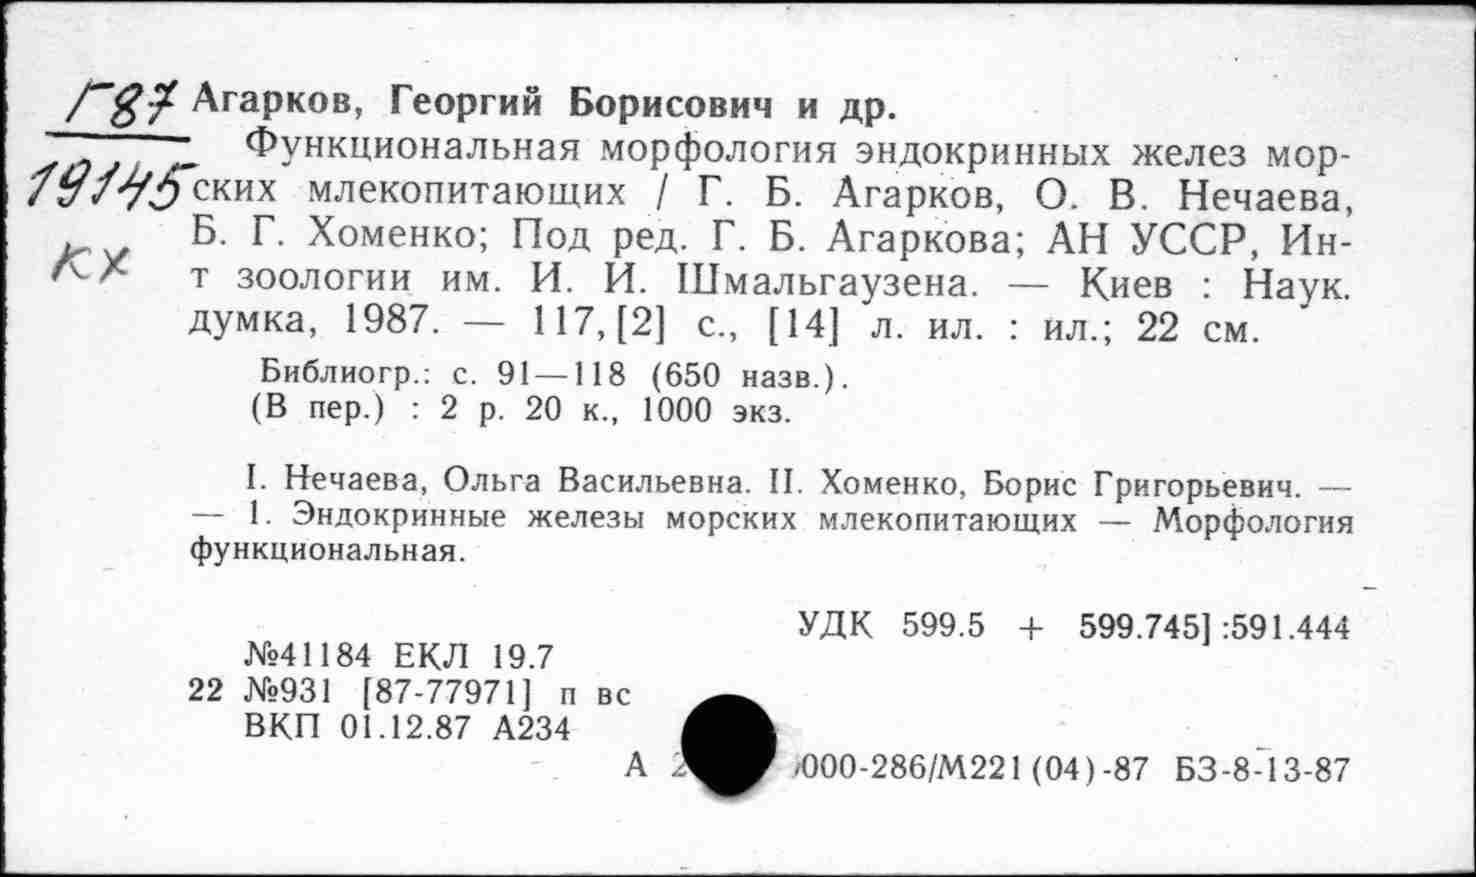 Г87 Агарков, Георгий Борисович и др.
Функциональная морфология эндокринных желез мор-
19145 ских млекопитающих / Г. Б. Агарков, О. В. Нечаева,
Б. Г. Хоменко; Под ред. Г. Б. Агаркова; АН УССР, Ин-
кх т зоологии им. И. И. Шмальгаузена. — Киев : Наук.
думка, 1987. — 117,[2] с., [14] л. ил. : ил.; 22 см.
Библиогр.: с. 91—118 (650 назв.).
(В пер.) : 2 р. 20 к., 1000 экз.
I. Нечаева, Ольга Васильевна. II. Хоменко, Борис Григорьевич. —
— 1. Эндокринные железы морских млекопитающих — Морфология
функциональная.
УДК 599.5 + 599.745]:591.444
№41184 ЕКЛ 19.7
22 №931 [87-77971] п вс
ВКП 01.12.87 А234
А 000-286/М221(04)-87 БЗ-8-13-87